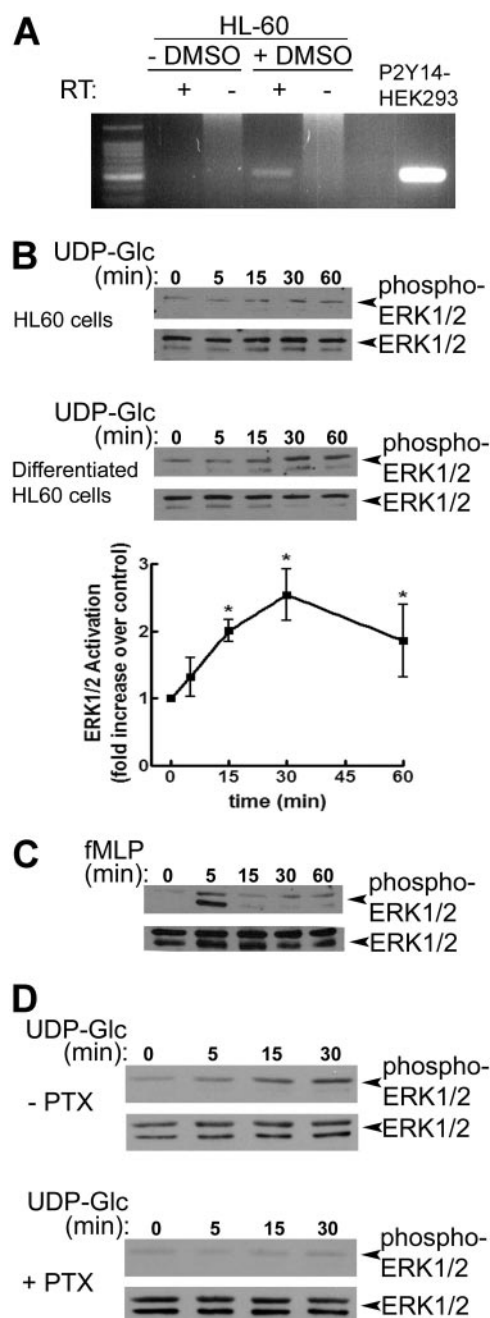 A
HL-60
- DMSO + DMSO
P2Y14-
HEK293
RT: + - + -
B
UDP-Glc
(min): 0 5 15 30 60
HL60 cells
phospho-
ERK1/2
ERK1/2
UDP-Glc
(min): 0 5 15 30 60
Differentiated
HL60 cells
phospho-
ERK1/2
ERK1/2
ERK1/2 Activation
(fold increase over control)
3
2
1
0
* * *
0 15 30 45 60
time (min)
C
fMLP
(min): 0 5 15 30 60
phospho-
ERK1/2
ERK1/2
D
UDP-Glc
(min): 0 5 15 30
- PTX
phospho-
ERK1/2
ERK1/2
UDP-Glc
(min): 0 5 15 30
+ PTX
phospho-
ERK1/2
ERK1/2